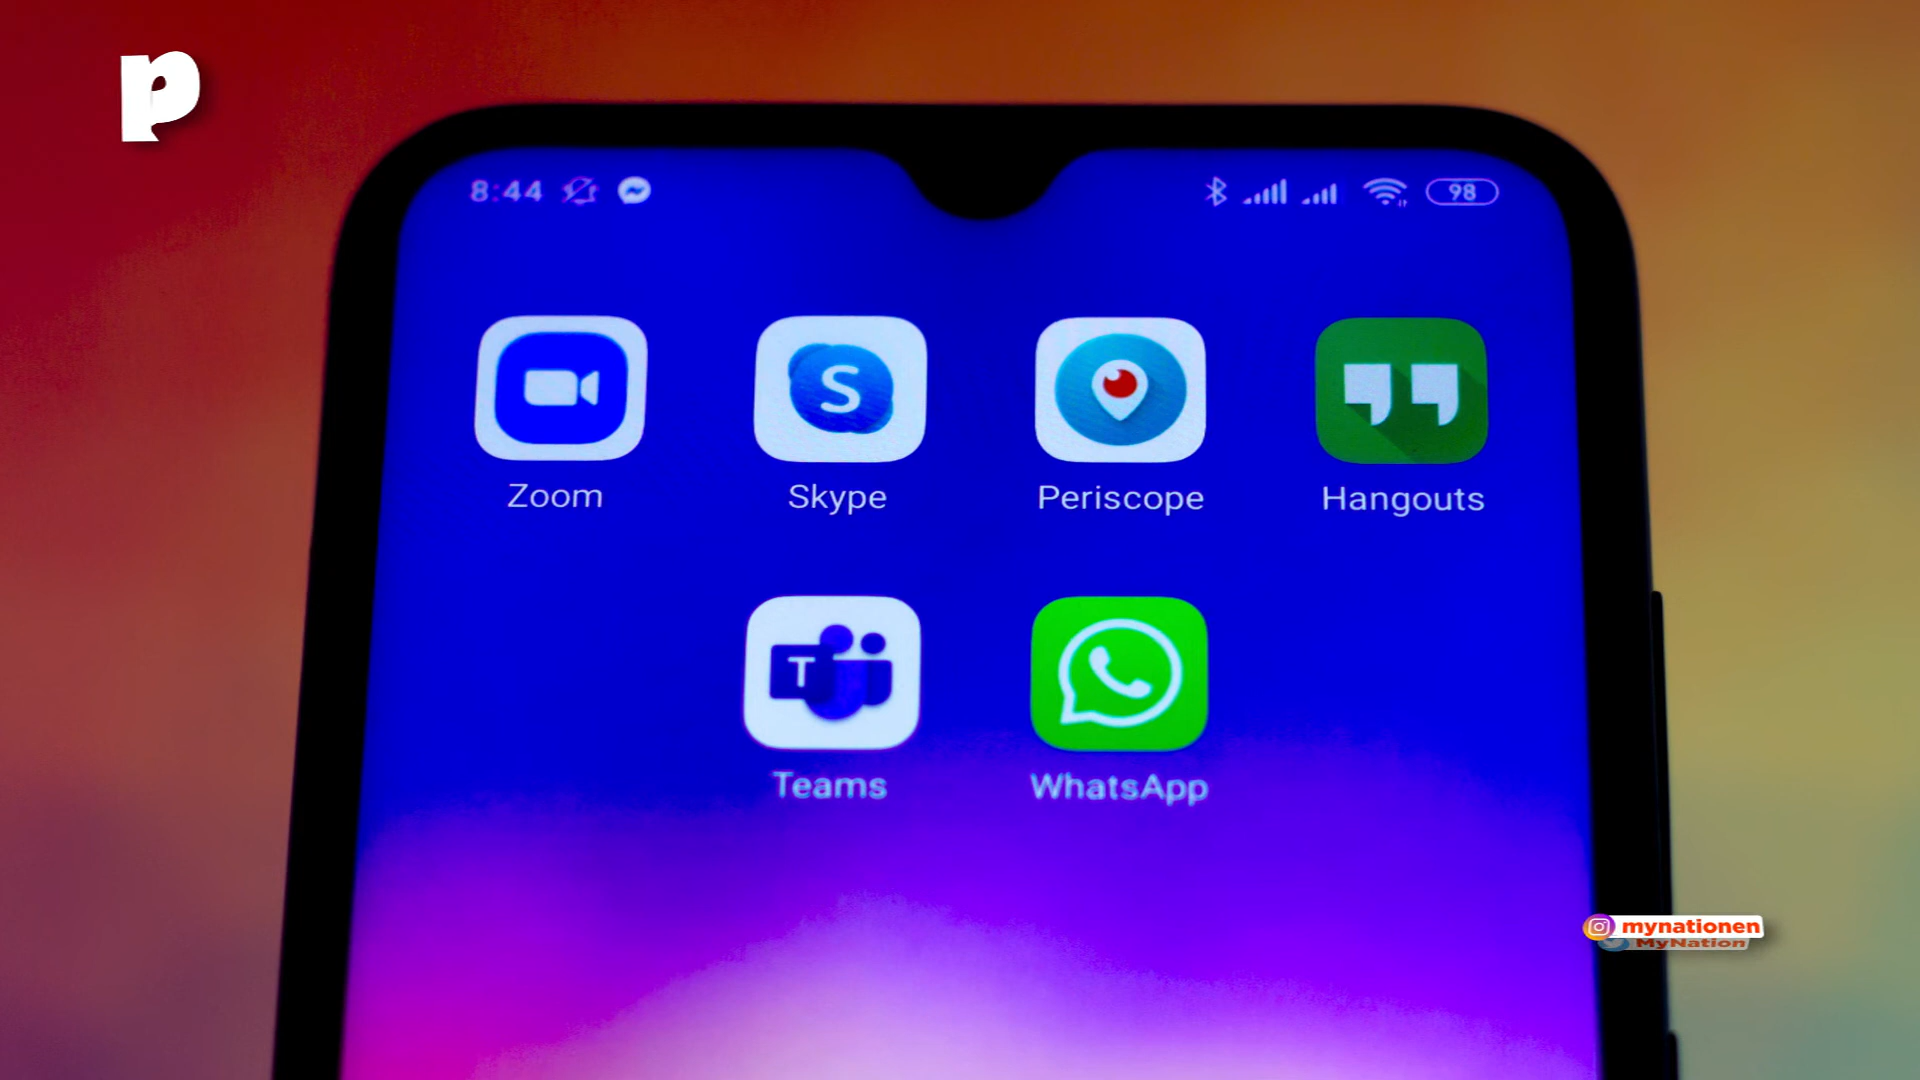 p
8:44 98
Zoom Skype Periscope Hangouts
T
Teams WhatsApp
mynationen
MyNation